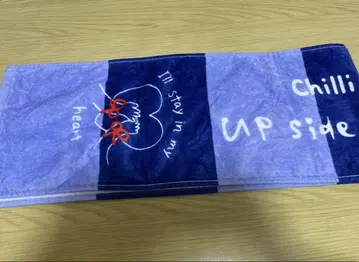 Chilli
UP side
I'll stay in my
heart